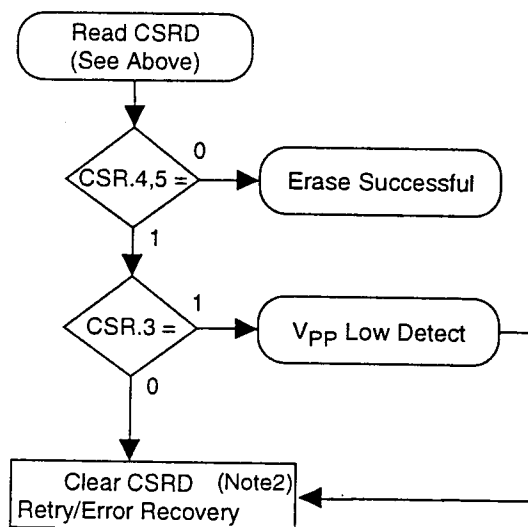 Read CSRD
(See Above)
0
CSR.4,5 =
Erase Successful
1
CSR.3 =
1
VPP Low Detect
0
Clear CSRD (Note2)
Retry/Error Recovery